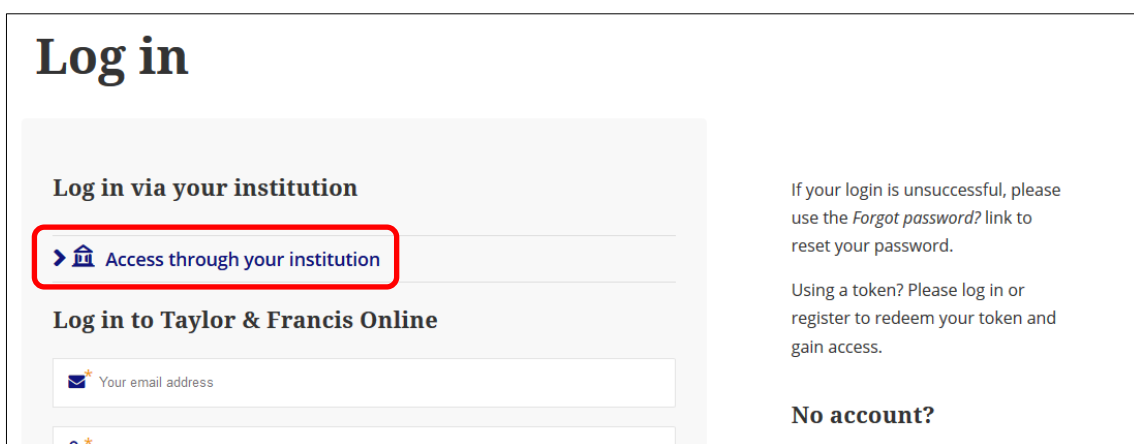 Log in
Log in via your institution
Access through your institution
Log in to Taylor & Francis Online
* Your email address
*
If your login is unsuccessful, please
use the Forgot password? link to
reset your password.
Using a token? Please log in or
register to redeem your token and
gain access.
No account?